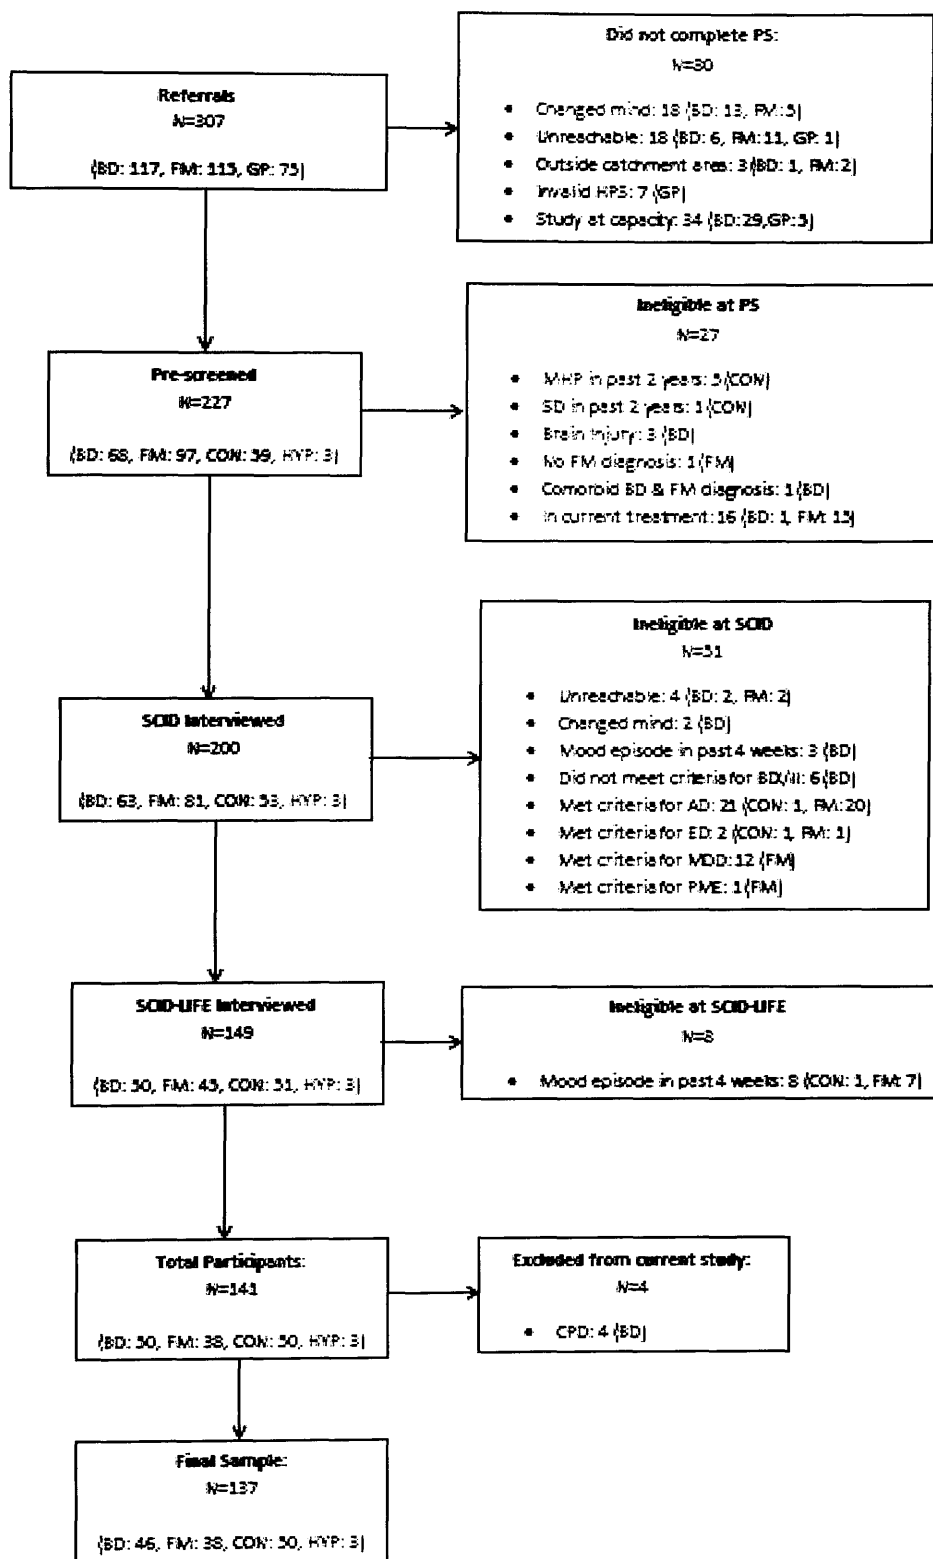 Referrals
N=307
(BD: 117, FM: 115, GP: 75)
Did not complete PS:
N=80
• Changed mind: 18 (BD: 13, FM: 5)
• Unreachable: 18 (BD: 6, FM: 11, GP: 1)
• Outside catchment area: 3 (BD: 1, FM: 2)
• Invalid HPS: 7 (GP)
• Study at capacity: 34 (BD:29,GP:5)
Pre-screened
N=227
(BD: 68, FM: 97, CON: 59, HYP: 3)
Ineligible at PS
N=27
• MHP in past 2 years: 5 (CON)
• SD in past 2 years: 1 (CON)
• Brain Injury: 3 (BD)
• No FM diagnosis: 1 (FM)
• Comorbid BD & FM diagnosis: 1 (BD)
• In current treatment: 16 (BD: 1, FM: 15)
SCID Interviewed
N=200
(BD: 63, FM: 81, CON: 53, HYP: 3)
Ineligible at SCID
N=51
• Unreachable: 4 (BD: 2, FM: 2)
• Changed mind: 2 (BD)
• Mood episode in past 4 weeks: 3 (BD)
• Did not meet criteria for BDI/II: 6 (BD)
• Met criteria for AD: 21 (CON: 1, FM: 20)
• Met criteria for ED: 2 (CON: 1, FM: 1)
• Met criteria for MDD: 12 (FM)
• Met criteria for PME: 1 (FM)
SCID-LIFE Interviewed
N=149
(BD: 50, FM: 45, CON: 51, HYP: 3)
Ineligible at SCID-LIFE
N=8
• Mood episode in past 4 weeks: 8 (CON: 1, FM: 7)
Total Participants:
N=141
(BD: 50, FM: 38, CON: 50, HYP: 3)
Excluded from current study:
N=4
• CPD: 4 (BD)
Final Sample:
N=137
(BD: 46, FM: 38, CON: 50, HYP: 3)